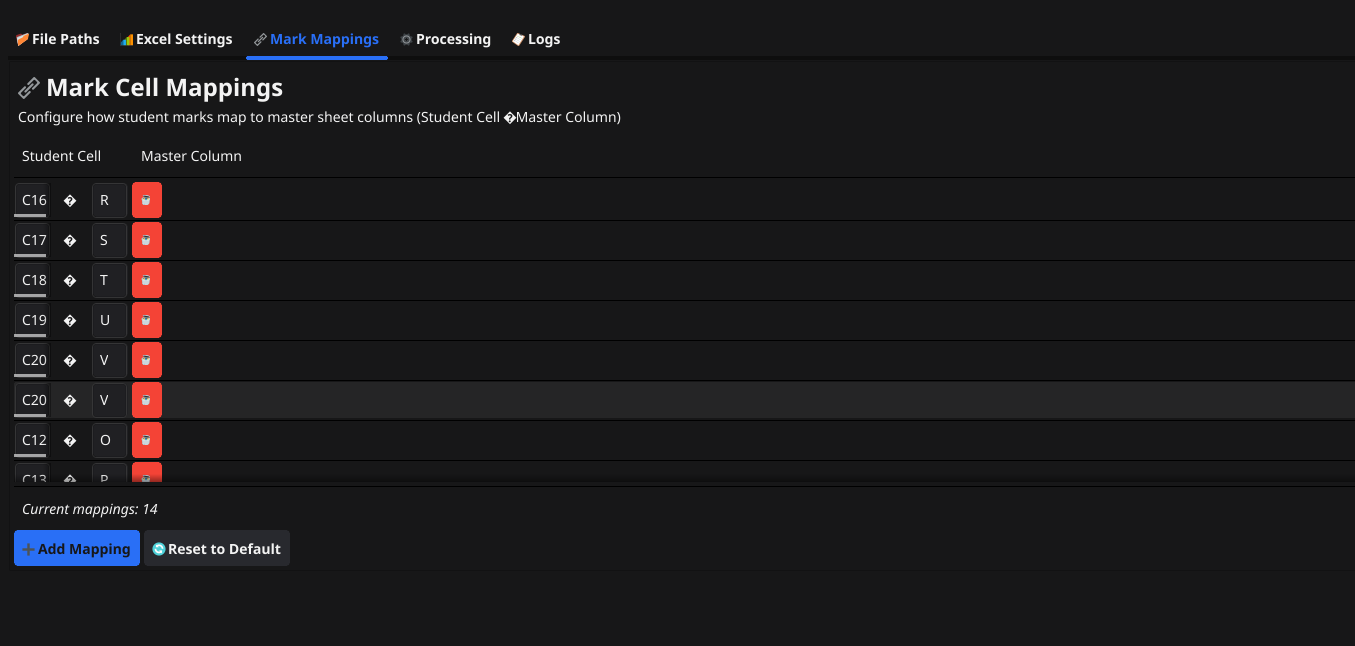 File Paths Excel Settings Mark Mappings Processing Logs
Mark Cell Mappings
Configure how student marks map to master sheet columns (Student Cell �Master Column)
Student Cell Master Column
C16 � R
C17 � S
C18 � T
C19 � U
C20 � V
C20 � V
C12 � O
C13 � P
Current mappings: 14
Add Mapping Reset to Default